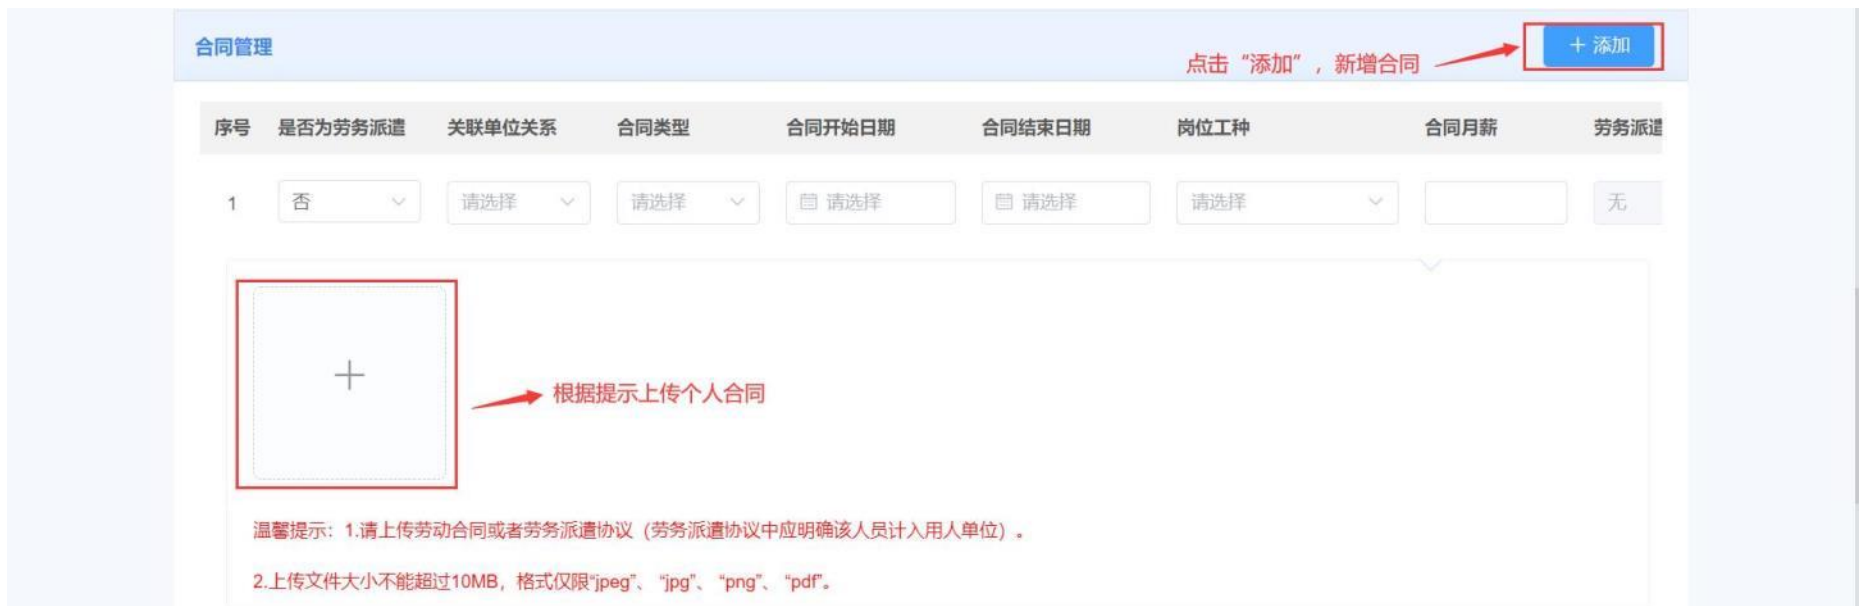 合同管理
点击“添加”，新增合同
+ 添加
序号 是否为劳务派遣 关联单位关系 合同类型 合同开始日期 合同结束日期 岗位工种 合同月薪 劳务派遣
1 否 请选择 请选择 请选择 请选择 请选择 无
根据提示上传个人合同
温馨提示：1.请上传劳动合同或者劳务派遣协议（劳务派遣协议中应明确该人员计入用人单位）。
2.上传文件大小不能超过10MB，格式仅限“jpeg”、 “jpg”、 “png”、 “pdf”。